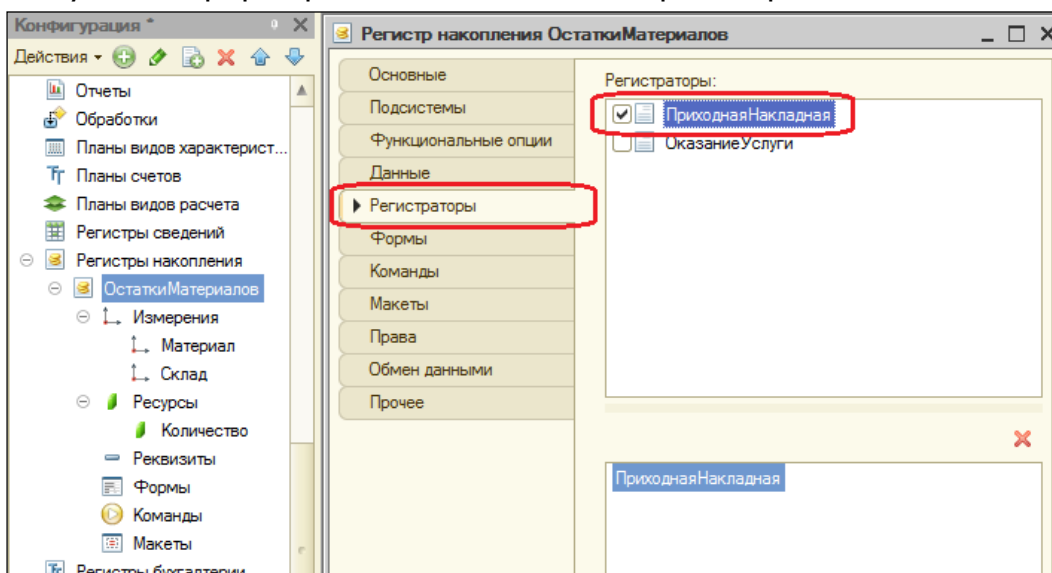 Конфигурация *
Действия
Отчеты
Обработки
Планы видов характерист...
Планы счетов
Планы видов расчета
Регистры сведений
Регистры накопления
ОстаткиМатериалов
Измерения
Материал
Склад
Ресурсы
Количество
Реквизиты
Формы
Команды
Макеты
Регистр накопления ОстаткиМатериалов
Основные
Подсистемы
Функциональные опции
Данные
Регистраторы
Формы
Команды
Макеты
Права
Обмен данными
Прочее
Регистраторы:
ПриходнаяНакладная
ОказаниеУслуги
ПриходнаяНакладная